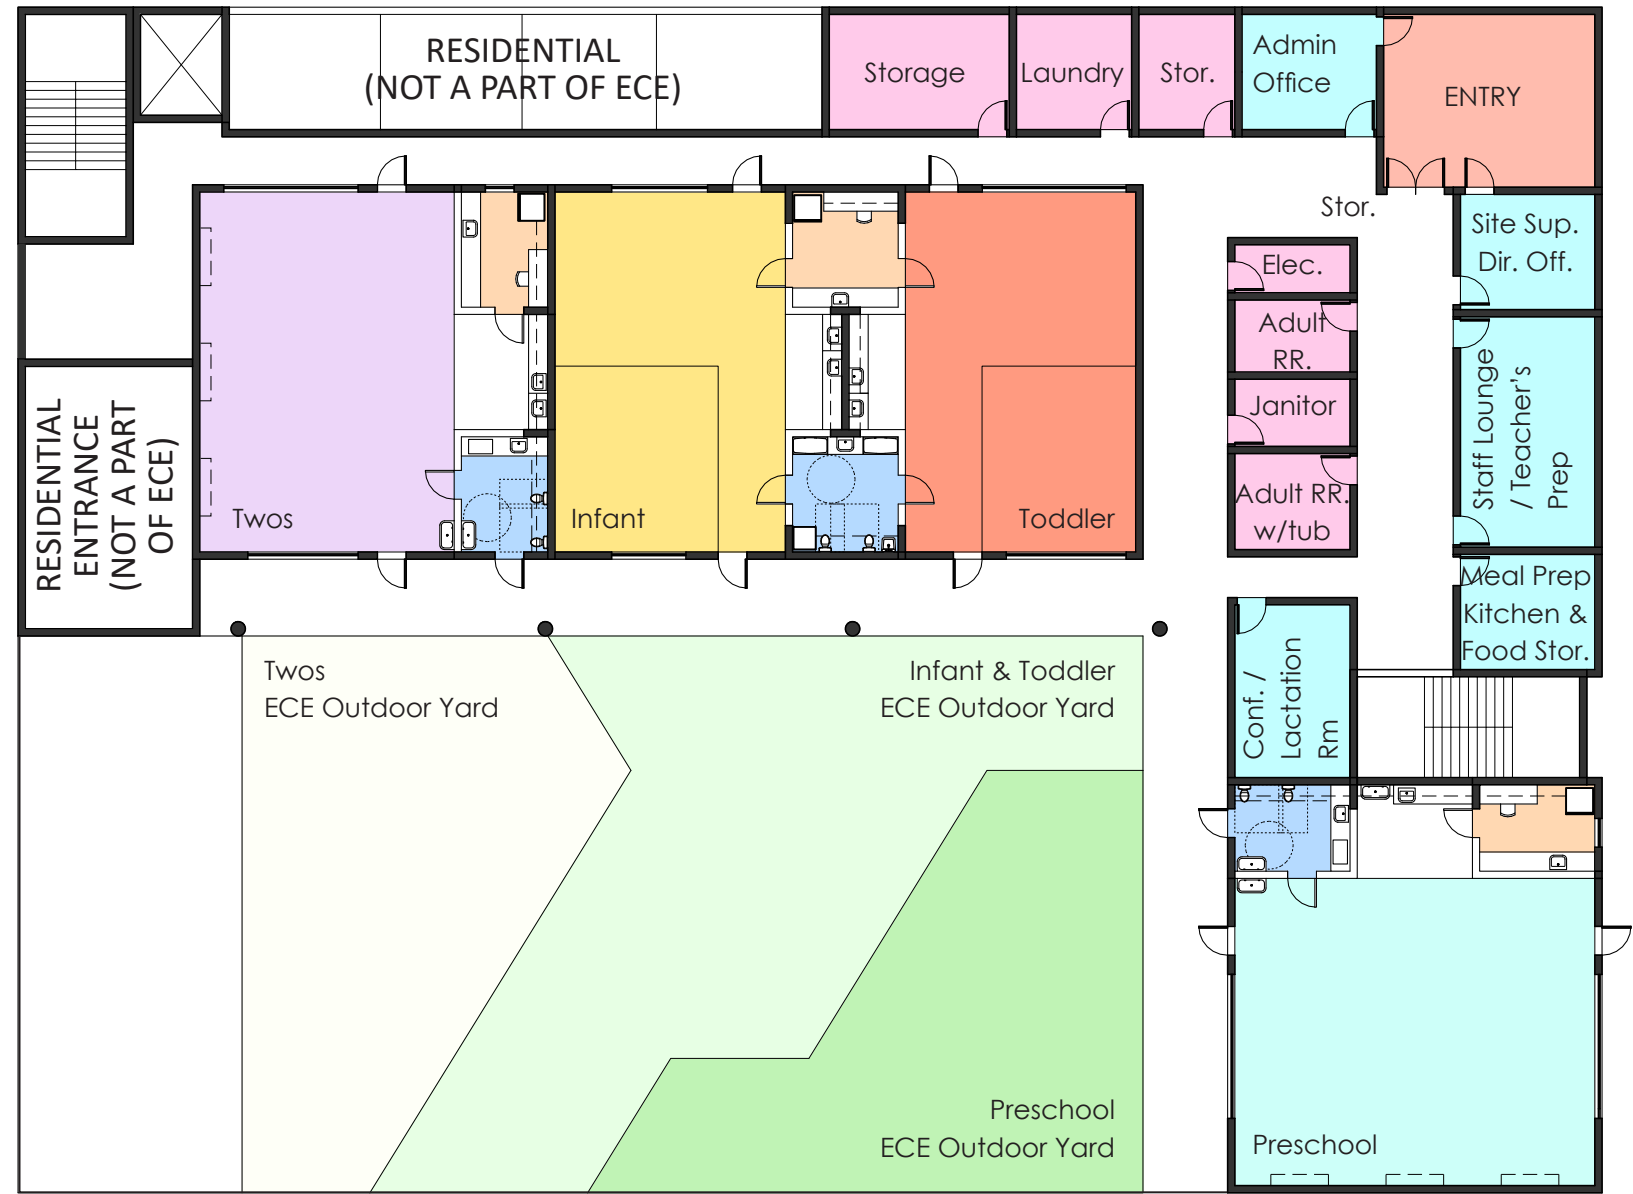 RESIDENTIAL
(NOT A PART OF ECE)
Storage
Laundry
Stor.
Admin
Office
ENTRY
Stor.
Site Sup.
Dir. Off.
Elec.
Adult
RR.
Janitor
Adult RR.
w/tub
Staff Lounge
/ Teacher's
Prep
Meal Prep
Kitchen &
Food Stor.
RESIDENTIAL
ENTRANCE
(NOT A PART
OF ECE)
Twos
Infant
Toddler
Twos
ECE Outdoor Yard
Infant & Toddler
ECE Outdoor Yard
Conf. /
Lactation
Rm
Preschool
ECE Outdoor Yard
Preschool